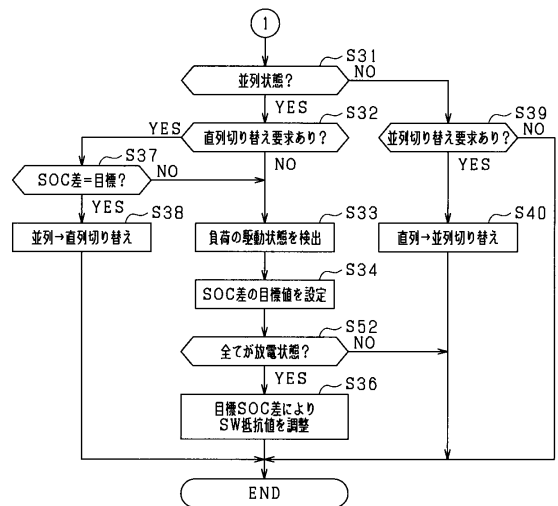 1
S31
並列状態?
NO
YES
S32
直列切り替え要求あり?
YES
NO
S39
並列切り替え要求あり?
NO
YES
S37
SOC差=目標?
NO
YES
S38
並列→直列切り替え
S33
負荷の駆動状態を検出
S40
直列→並列切り替え
S34
SOC差の目標値を設定
S52
全てが放電状態?
NO
YES
S36
目標SOC差により
SW抵抗値を調整
END